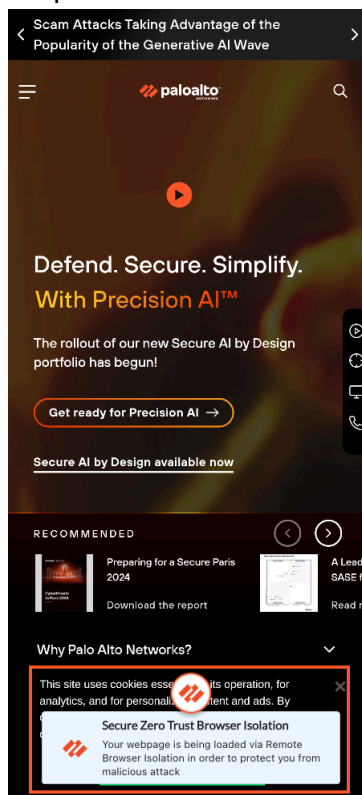 Scam Attacks Taking Advantage of the
Popularity of the Generative AI Wave
paloalto
NETWORKS
Defend. Secure. Simplify.
With Precision AI™
The rollout of our new Secure AI by Design
portfolio has begun!
Get ready for Precision AI →
Secure AI by Design available now
RECOMMENDED
Preparing for a Secure Paris
2024
Download the report
A Lead
SASE f
Read r
Why Palo Alto Networks?
This site uses cookies esse its operation, for
analytics, and for personali tent and ads. By
Secure Zero Trust Browser Isolation
Your webpage is being loaded via Remote
Browser Isolation in order to protect you from
malicious attack